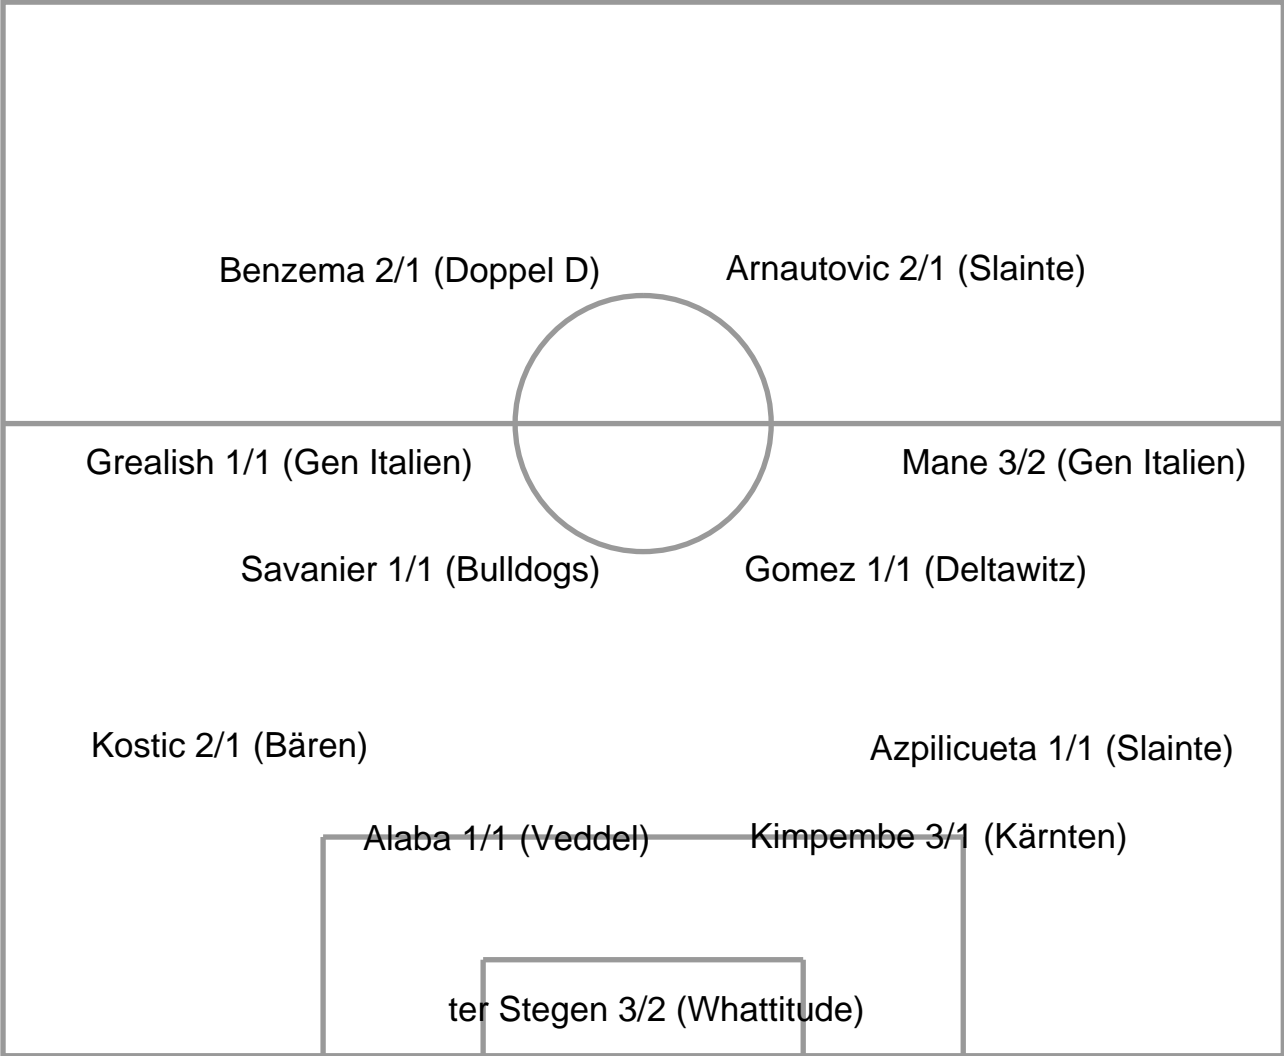 Benzema 2/1 (Doppel D)
Arnautovic 2/1 (Slainte)
Grealish 1/1 (Gen Italien)
Mane 3/2 (Gen Italien)
Savanier 1/1 (Bulldogs)
Gomez 1/1 (Deltawitz)
Kostic 2/1 (Bären)
Azpilicueta 1/1 (Slainte)
Alaba 1/1 (Veddel)
Kimpembe 3/1 (Kärnten)
ter Stegen 3/2 (Whattitude)